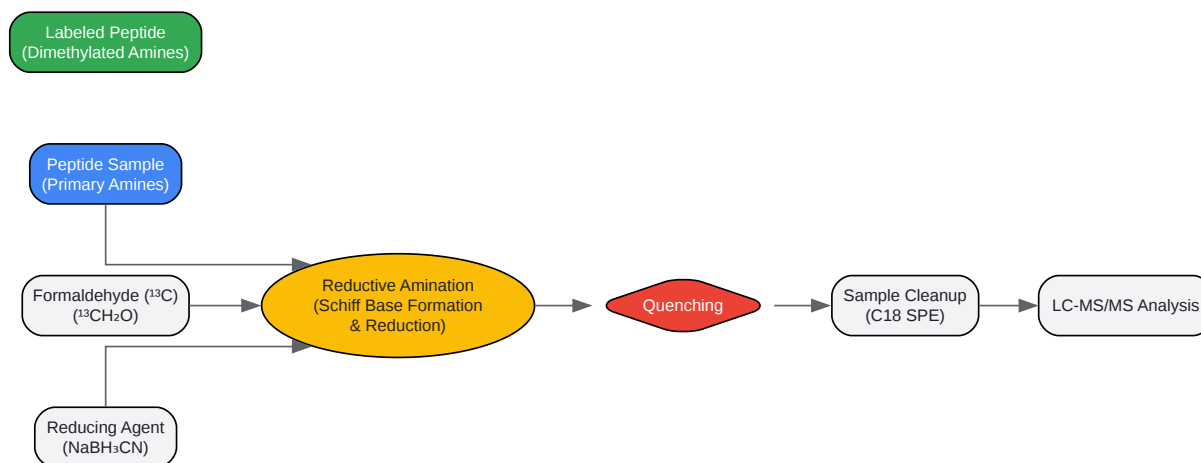 Labeled Peptide
(Dimethylated Amines)
Peptide Sample
(Primary Amines)
Formaldehyde (¹³C)
(¹³CH₂O)
Reducing Agent
(NaBH₃CN)
Reductive Amination
(Schiff Base Formation
& Reduction)
Quenching
Sample Cleanup
(C18 SPE)
LC-MS/MS Analysis